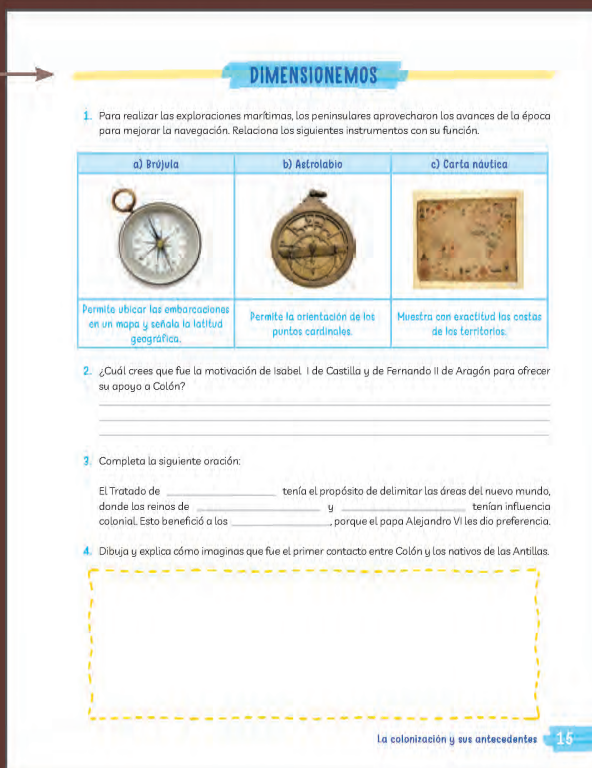 DIMENSIONEMOS
1. Para realizar las exploraciones marítimas, los peninsulares aprovecharon los avances de la época
para mejorar la navegación. Relaciona los siguientes instrumentos con su función.
a) Brújula
b) Astrolabio
c) Carta náutica
Permite ubicar las embarcaciones
en un mapa y señala la latitud
geográfica.
Permite la orientación de los
puntos cardinales.
Muestra con exactitud las costas
de los territorios.
2. ¿Cuál crees que fue la motivación de Isabel I de Castilla y de Fernando II de Aragón para ofrecer
su apoyo a Colón?
3. Completa la siguiente oración:
El Tratado de ____ tenía el propósito de delimitar las áreas del nuevo mundo,
donde los reinos de ____ y ____ tenían influencia
colonial. Esto benefició a los ____, porque el papa Alejandro VI les dio preferencia.
4. Dibuja y explica cómo imaginas que fue el primer contacto entre Colón y los nativos de las Antillas.
La colonización y sus antecedentes 15